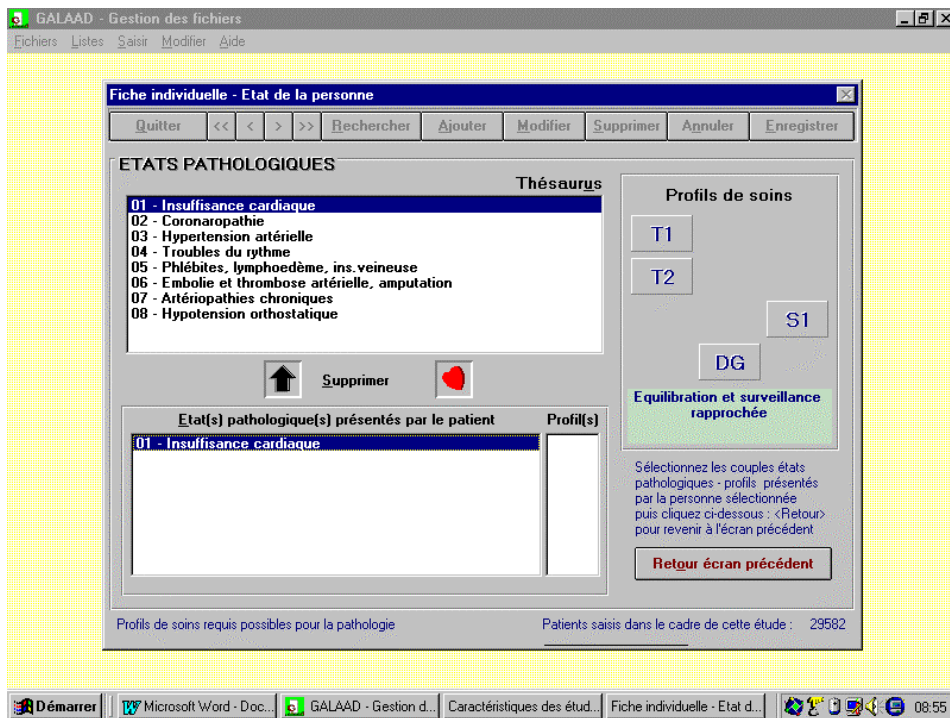 GALAAD - Gestion des fichiers
Fichiers Listes Saisir Modifier Aide
Fiche individuelle - Etat de la personne
Quitter << < > >> Rechercher Ajouter Modifier Supprimer Annuler Enregistrer
ETATS PATHOLOGIQUES
Thésaurus
01 - Insuffisance cardiaque
02 - Coronaropathie
03 - Hypertension artérielle
04 - Troubles du rythme
05 - Phlébites, lymphoedème, ins.veineuse
06 - Embolie et thrombose artérielle, amputation
07 - Artériopathies chroniques
08 - Hypotension orthostatique
Supprimer
Etat(s) pathologique(s) présentés par le patient Profil(s)
01 - Insuffisance cardiaque
Profils de soins
T1
T2
S1
DG
Equilibration et surveillance
rapprochée
Sélectionnez les couples états
pathologiques - profils présentés
par la personne sélectionnée
puis cliquez ci-dessous : <Retour>
pour revenir à l'écran précédent
Retour écran précédent
Profils de soins requis possibles pour la pathologie
Patients saisis dans le cadre de cette étude : 29582
Démarrer Microsoft Word - Doc... GALAAD - Gestion d... Caractéristiques des étud... Fiche individuelle - Etat d... 08:55